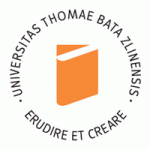 · UNIVERSITAS THOMAE BATA ZLINENSIS ·
ERUDIRE ET CREARE